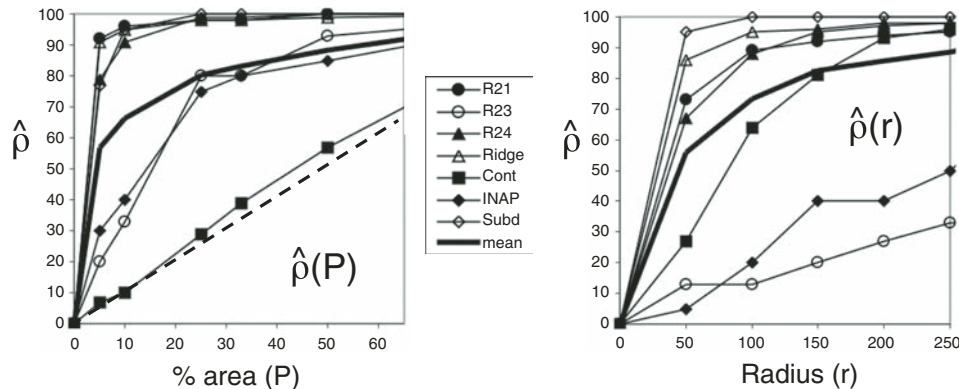 100
90
80
70
60
50
40
30
20
10
0
ρ̂
0 10 20 30 40 50 60
% area (P)
ρ̂(P)
R21
R23
R24
Ridge
Cont
INAP
Subd
mean
100
90
80
70
60
50
40
30
20
10
0
ρ̂
0 50 100 150 200 250
Radius (r)
ρ̂(r)